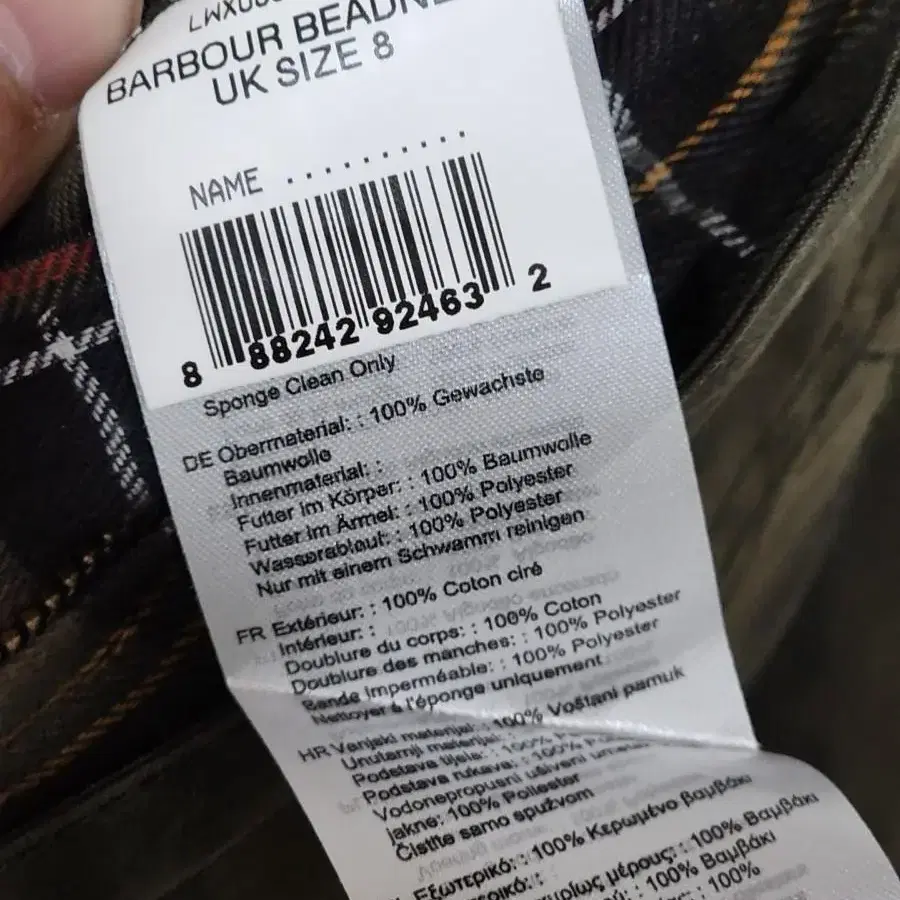 BARBOUR
UK SIZE 8
NAME ..........
8 88242 92463 2
Sponge Clean Only
DE Obermaterial: : 100% Gewachste
Baumwolle
Innenmaterial: :
Futter im Körper: : 100% Baumwolle
Futter im Ärmel: : 100% Polyester
Wasserablauf: : 100% Polyester
Nur mit einem Schwamm reinigen
FR Extérieur: : 100% Coton ciré
Intérieur: :
Doublure du corps: : 100% Coton
Doublure des manches: : 100% Polyester
Bande Imperméable: : 100% Polyester
Nettoyer à l'éponge uniquement
HR Vanjski materijal: 100% Voštani pamuk
Unutarnji materijal:
Podstava tijela: : 100%
Podstava rukava: : 100%
Vodonepropusni ušiveni
jakne: 100% Poliester
Čistite samo spužvom
Εξωτερικό: : 100% Κερωμένο βαμβάκι
μέρους: : 100% Βαμβάκι
: 100% Βαμβάκι
: 100%